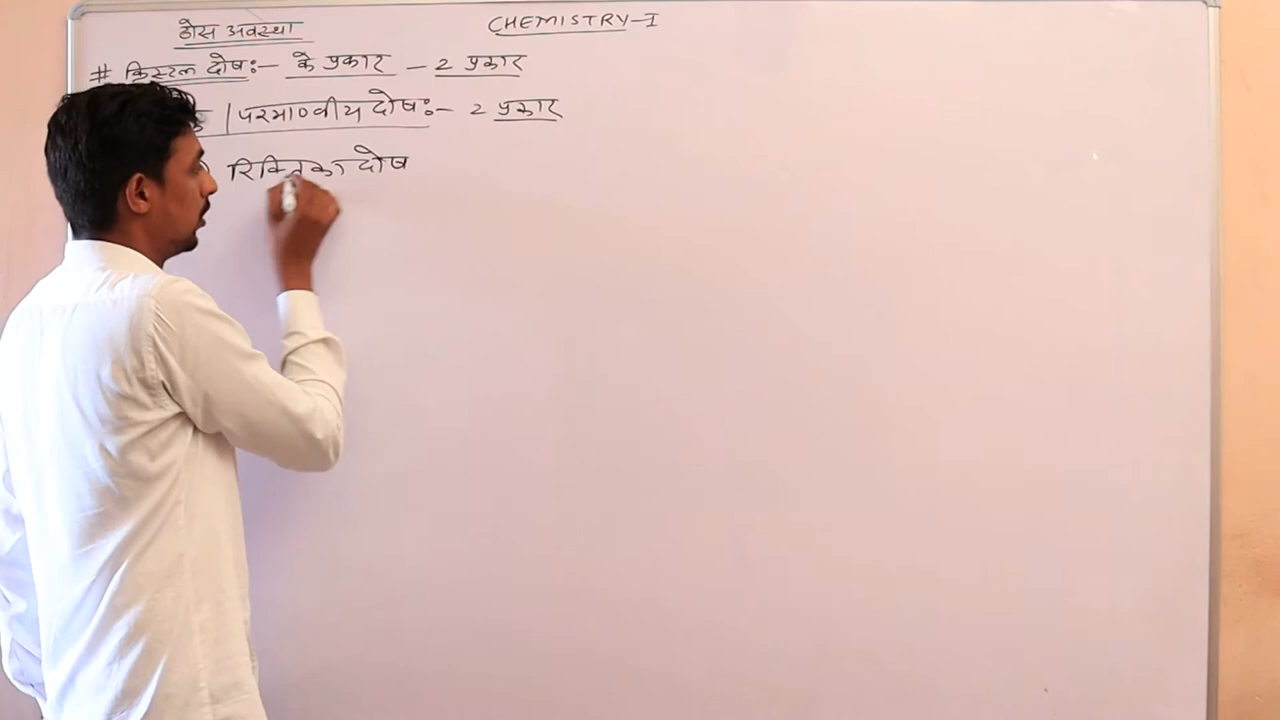 ठोस अवस्था CHEMISTRY-I
# क्रिस्टल दोष :- के प्रकार - 2 प्रकार
/परमाण्वीय दोष :- 2 प्रकार
रिक्तिका दोष